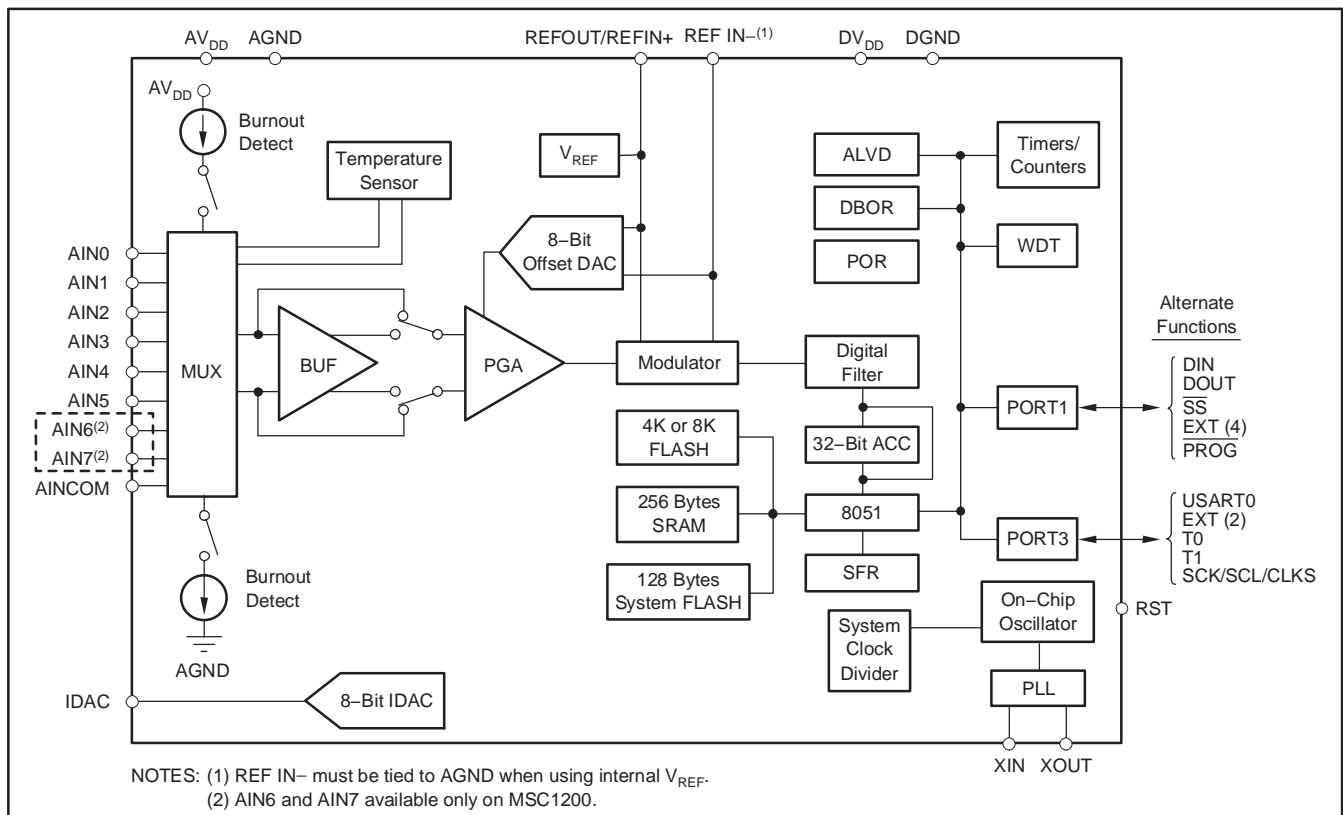 AVDD AGND REFOUT/REFIN+ REF IN−(1) DVDD DGND
AVDD
Burnout
Detect
Temperature
Sensor
VREF
ALVD
Timers/
Counters
DBOR
WDT
POR
8−Bit
Offset DAC
AIN0
AIN1
AIN2
AIN3
AIN4
AIN5
AIN6(2)
AIN7(2)
AINCOM
MUX
BUF
PGA
Modulator
Digital
Filter
4K or 8K
FLASH
32−Bit ACC
256 Bytes
SRAM
8051
128 Bytes
System FLASH
SFR
PORT1
PORT3
Alternate
Functions
DIN
DOUT
SS
EXT (4)
PROG
USART0
EXT (2)
T0
T1
SCK/SCL/CLKS
RST
Burnout
Detect
AGND
System
Clock
Divider
On−Chip
Oscillator
PLL
IDAC
8−Bit IDAC
XIN XOUT
NOTES: (1) REF IN− must be tied to AGND when using internal VREF.
(2) AIN6 and AIN7 available only on MSC1200.